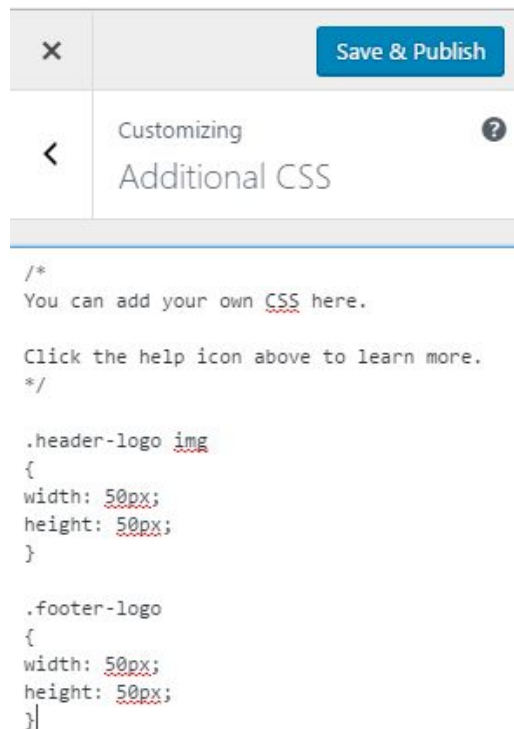 Save & Publish
Customizing
Additional CSS
/*
You can add your own CSS here.
Click the help icon above to learn more.
*/
.header-logo img
{
width: 50px;
height: 50px;
}
.footer-logo
{
width: 50px;
height: 50px;
}